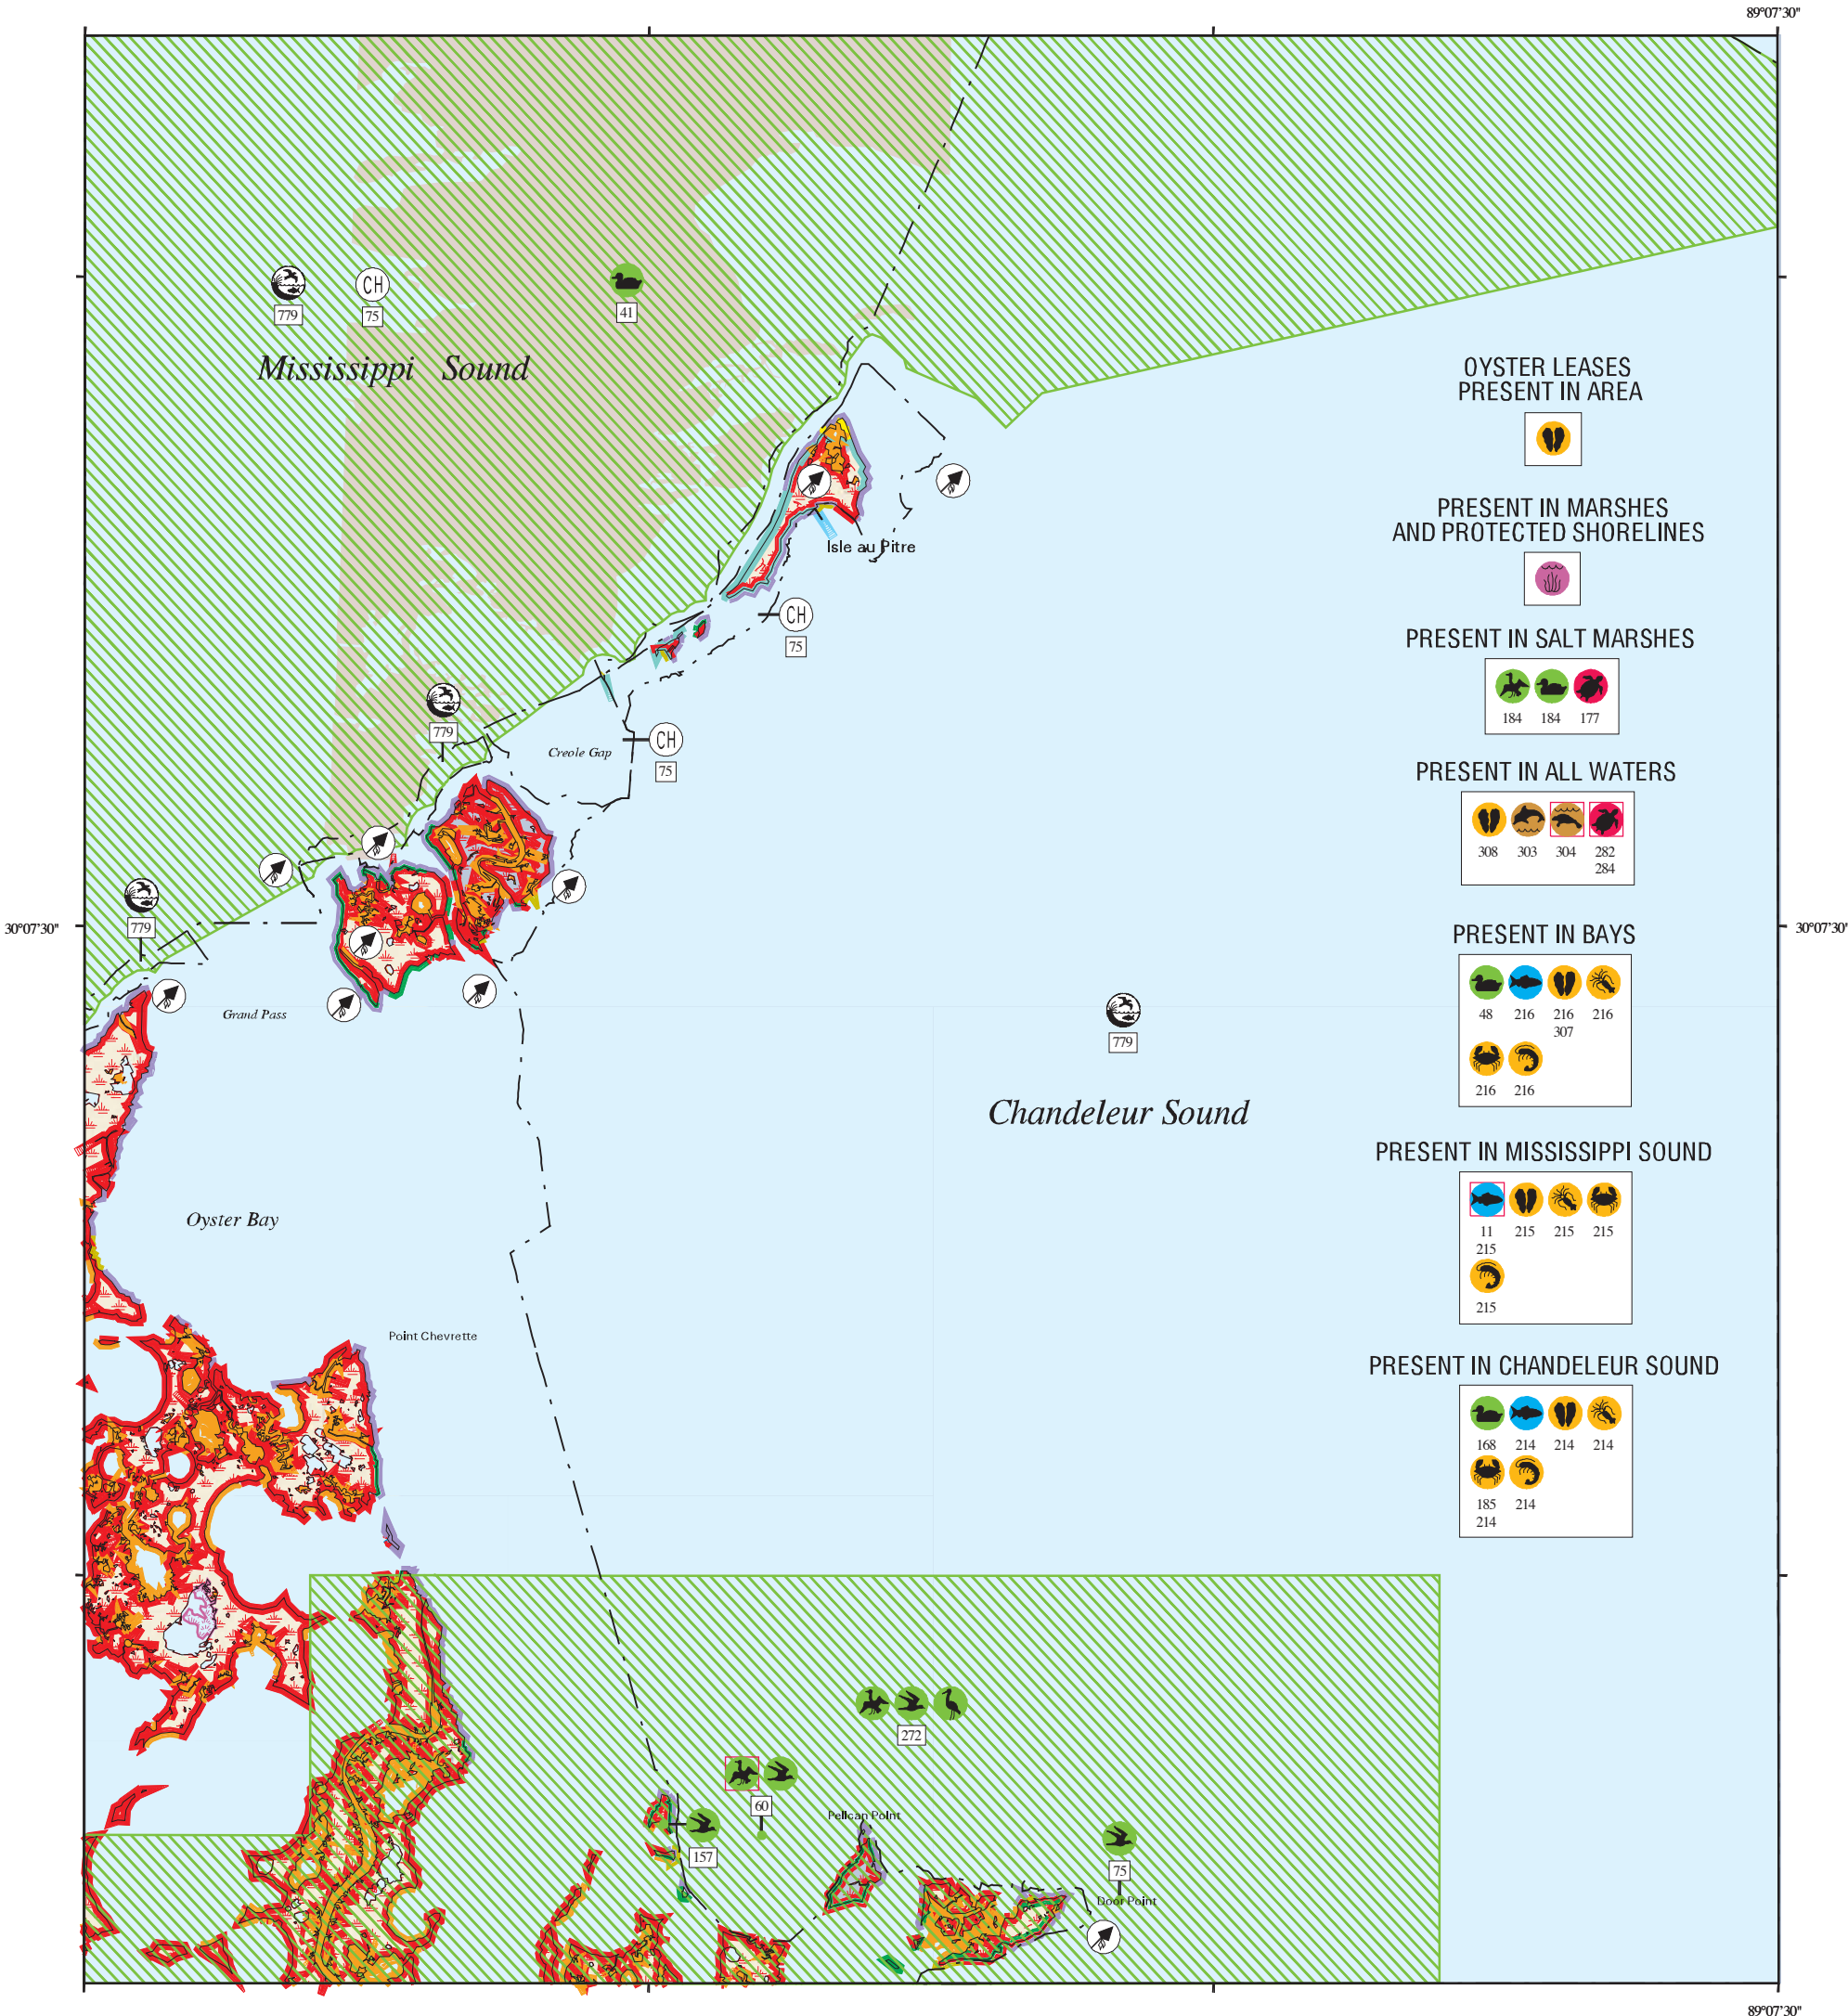 89°07'30"
CH
779
75
41
Mississippi Sound
OYSTER LEASES
PRESENT IN AREA
PRESENT IN MARSHES
AND PROTECTED SHORELINES
Isle au Pitre
CH
75
PRESENT IN SALT MARSHES
184 184 177
779
CH
Creole Gap
75
PRESENT IN ALL WATERS
308 303 304 282
284
779
30°07'30"
30°07'30"
PRESENT IN BAYS
48 216 216 216
307
216 216
Grand Pass
779
Chandeleur Sound
PRESENT IN MISSISSIPPI SOUND
11 215 215 215
215
215
Oyster Bay
Point Chevrette
PRESENT IN CHANDELEUR SOUND
168 214 214 214
185 214
214
272
60
Pelican Point
157
75
Door Point
89°07'30"